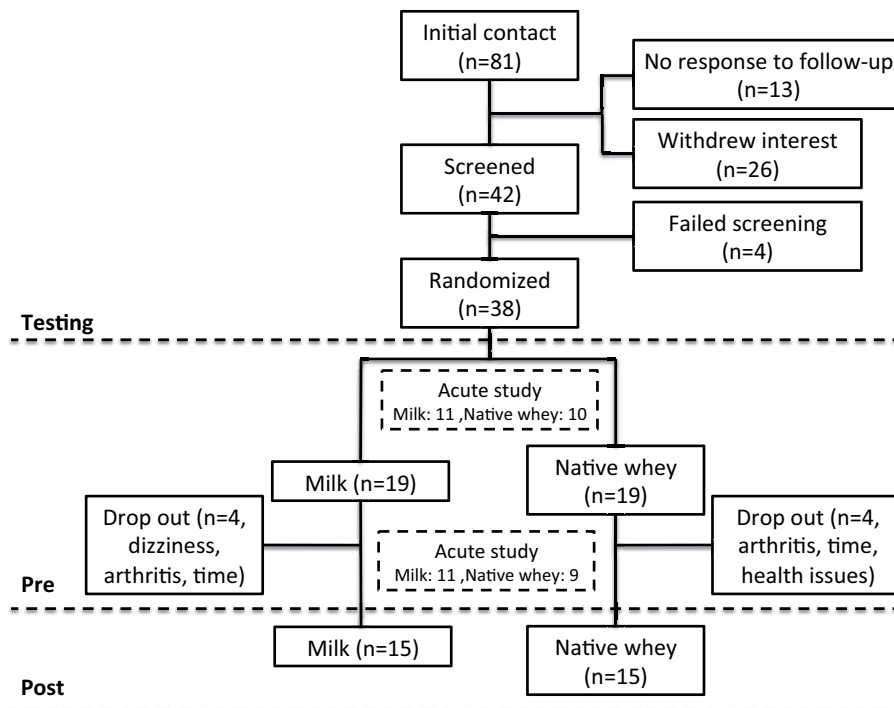 Initial contact
(n=81)
No response to follow-up
(n=13)
Withdrew interest
(n=26)
Screened
(n=42)
Failed screening
(n=4)
Randomized
(n=38)
Testing
Acute study
Milk: 11 ,Native whey: 10
Milk (n=19)
Native whey
(n=19)
Drop out (n=4,
dizziness,
arthritis, time)
Acute study
Milk: 11 ,Native whey: 9
Drop out (n=4,
arthritis, time,
health issues)
Pre
Milk (n=15)
Native whey
(n=15)
Post